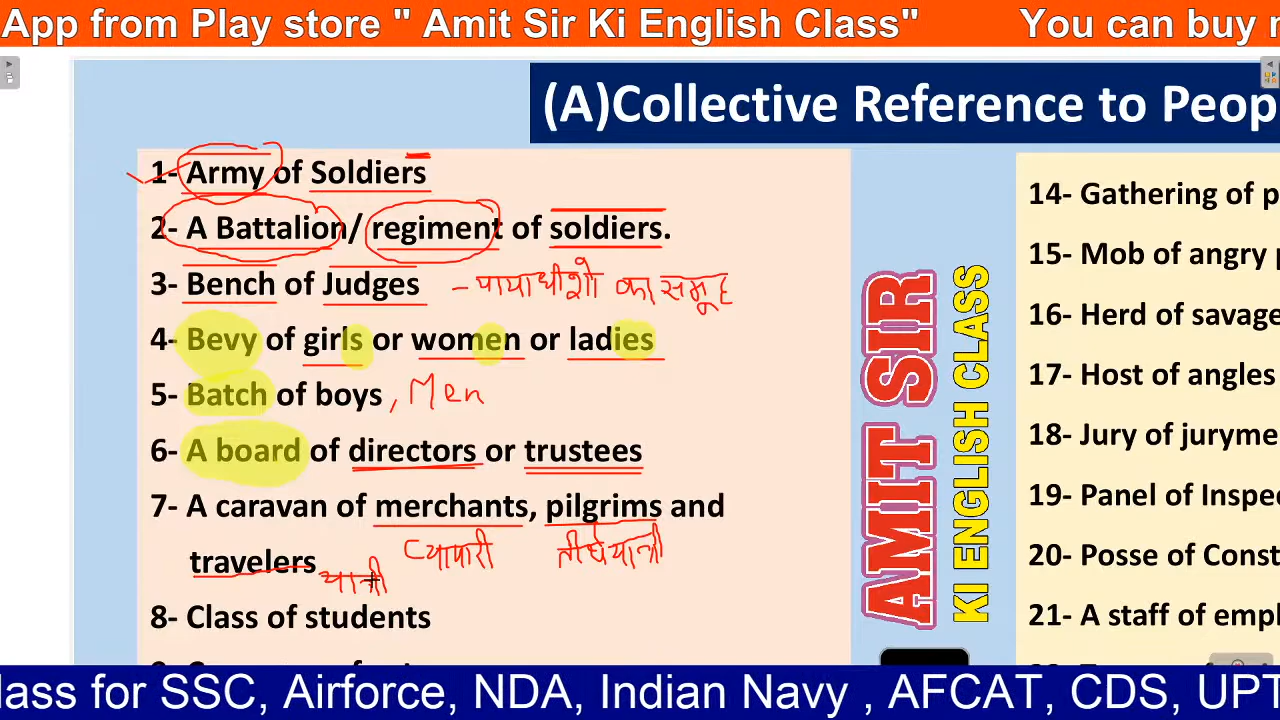 App from Play store " Amit Sir Ki English Class" You can buy
(A)Collective Reference to Peop
1- Army of Soldiers
2- A Battalion/ regiment of soldiers.
3- Bench of Judges - पायाधीशो का समूह
4- Bevy of girls or women or ladies
5- Batch of boys , Men
6- A board of directors or trustees
7- A caravan of merchants, pilgrims and
travelers यात्री व्यापारी तीर्थयात्री
8- Class of students
AMIT SIR
KI ENGLISH CLASS
14- Gathering of p
15- Mob of angry p
16- Herd of savage
17- Host of angles
18- Jury of juryme
19- Panel of Inspe
20- Posse of Const
21- A staff of empl
lass for SSC, Airforce, NDA, Indian Navy , AFCAT, CDS, UPT